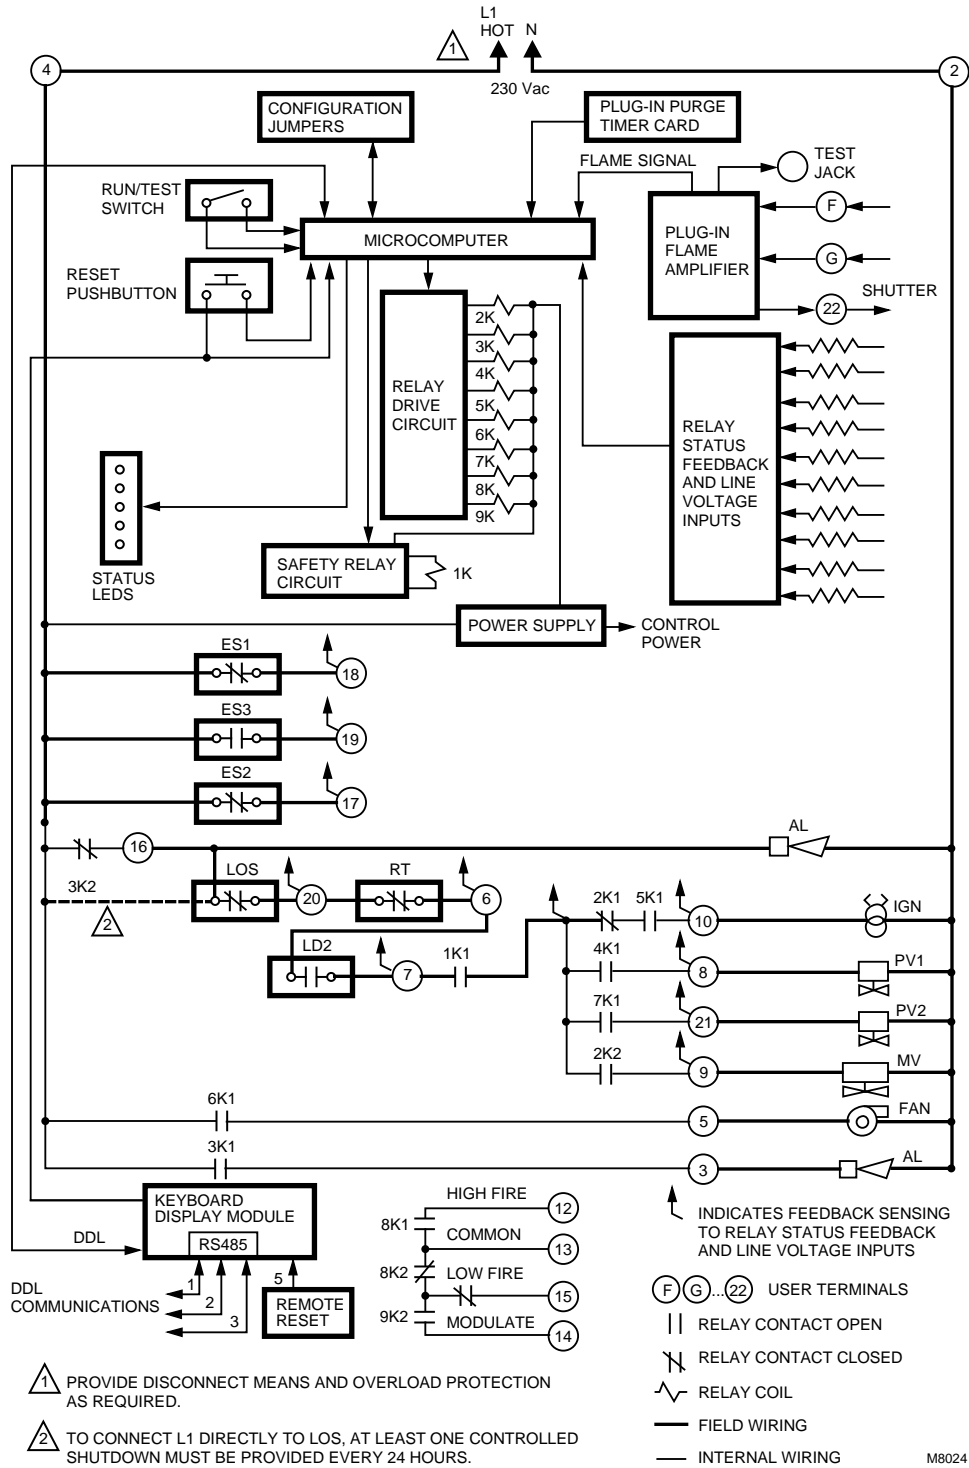 L1
HOT N
1
4
2
230 Vac
CONFIGURATION
JUMPERS
PLUG-IN PURGE
TIMER CARD
FLAME SIGNAL
TEST
JACK
RUN/TEST
SWITCH
F
MICROCOMPUTER
PLUG-IN
FLAME
AMPLIFIER
G
RESET
PUSHBUTTON
SHUTTER
22
2K
3K
4K
5K
6K
7K
8K
9K
RELAY
DRIVE
CIRCUIT
RELAY
STATUS
FEEDBACK
AND LINE
VOLTAGE
INPUTS
STATUS
LEDS
SAFETY RELAY
CIRCUIT
1K
POWER SUPPLY
CONTROL
POWER
ES1
18
ES3
19
ES2
17
16
AL
3K2
2
LOS
20
RT
6
2K1
5K1
10
IGN
LD2
7
1K1
4K1
8
PV1
7K1
21
PV2
2K2
9
MV
6K1
5
FAN
3K1
3
AL
KEYBOARD
DISPLAY MODULE
RS485
DDL
DDL
COMMUNICATIONS
1
2
3
5
REMOTE
RESET
HIGH FIRE
12
8K1
COMMON
13
8K2
LOW FIRE
15
9K2
MODULATE
14
INDICATES FEEDBACK SENSING
TO RELAY STATUS FEEDBACK
AND LINE VOLTAGE INPUTS
F G...22 USER TERMINALS
RELAY CONTACT OPEN
RELAY CONTACT CLOSED
RELAY COIL
FIELD WIRING
INTERNAL WIRING
1 PROVIDE DISCONNECT MEANS AND OVERLOAD PROTECTION
AS REQUIRED.
2 TO CONNECT L1 DIRECTLY TO LOS, AT LEAST ONE CONTROLLED
SHUTDOWN MUST BE PROVIDED EVERY 24 HOURS.
M8024